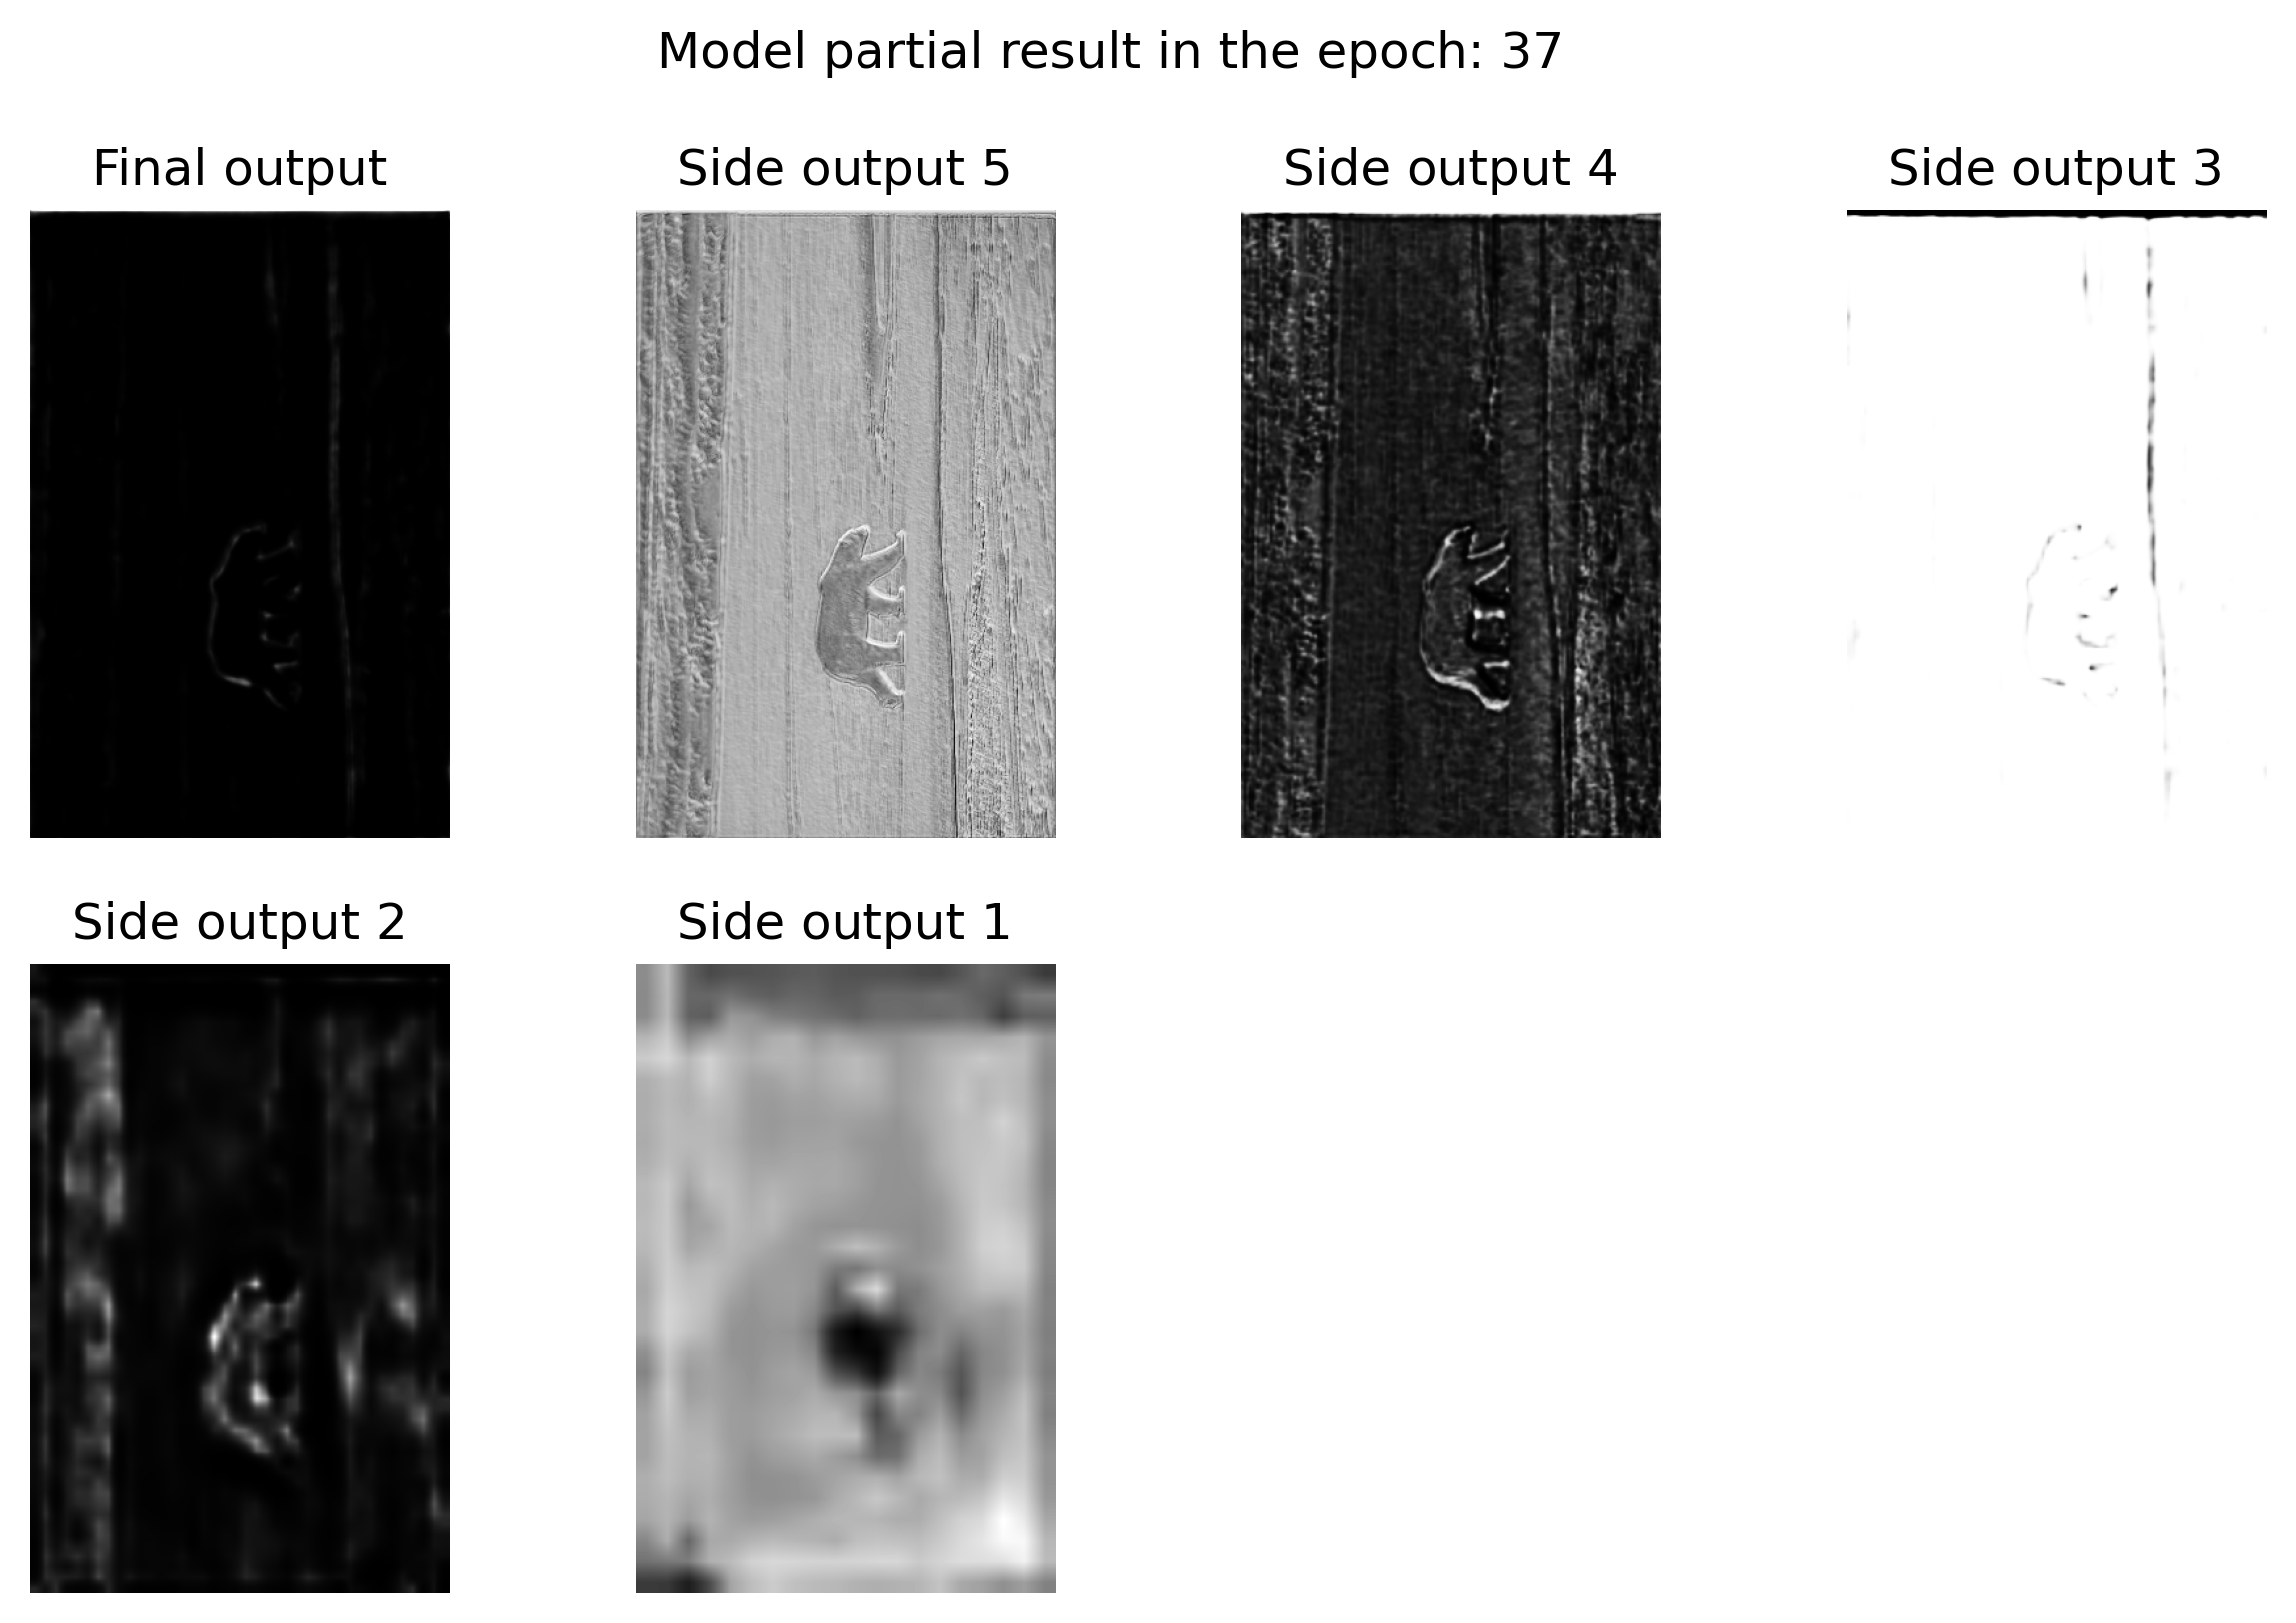 Model partial result in the epoch: 37
Final output
Side output 5
Side output 4
Side output 3
Side output 2
Side output 1